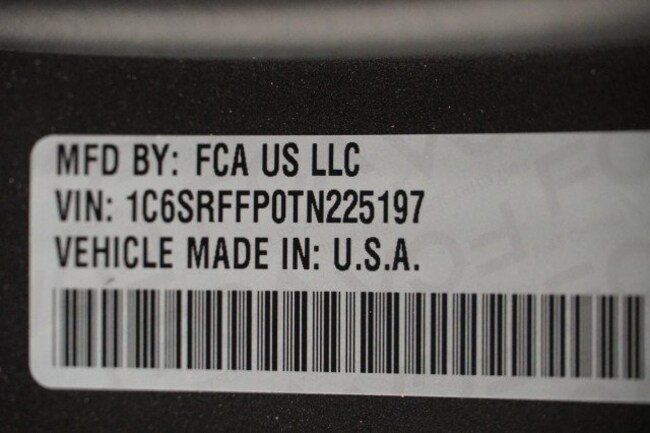 MFD BY: FCA US LLC
VIN: 1C6SRFFP0TN225197
VEHICLE MADE IN: U.S.A.